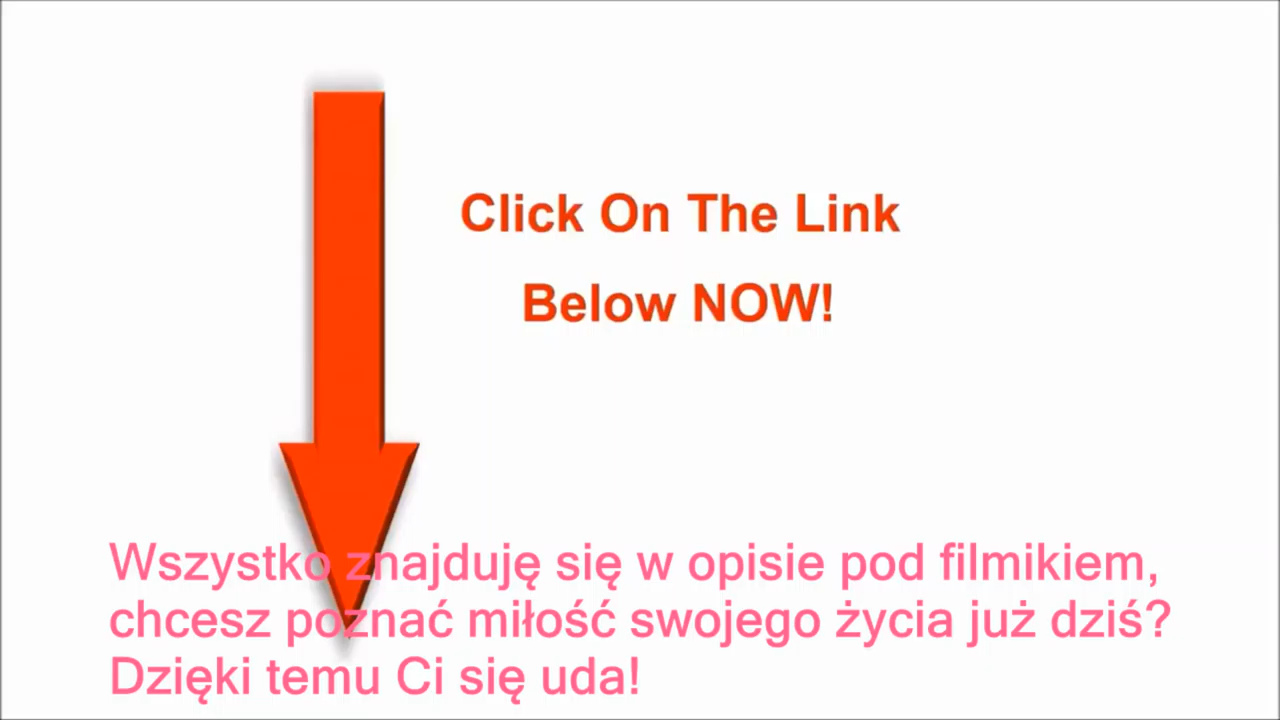 Click On The Link
Below NOW!
Wszystko znajduję się w opisie pod filmikiem,
chcesz poznać miłość swojego życia już dziś?
Dzięki temu Ci się uda!